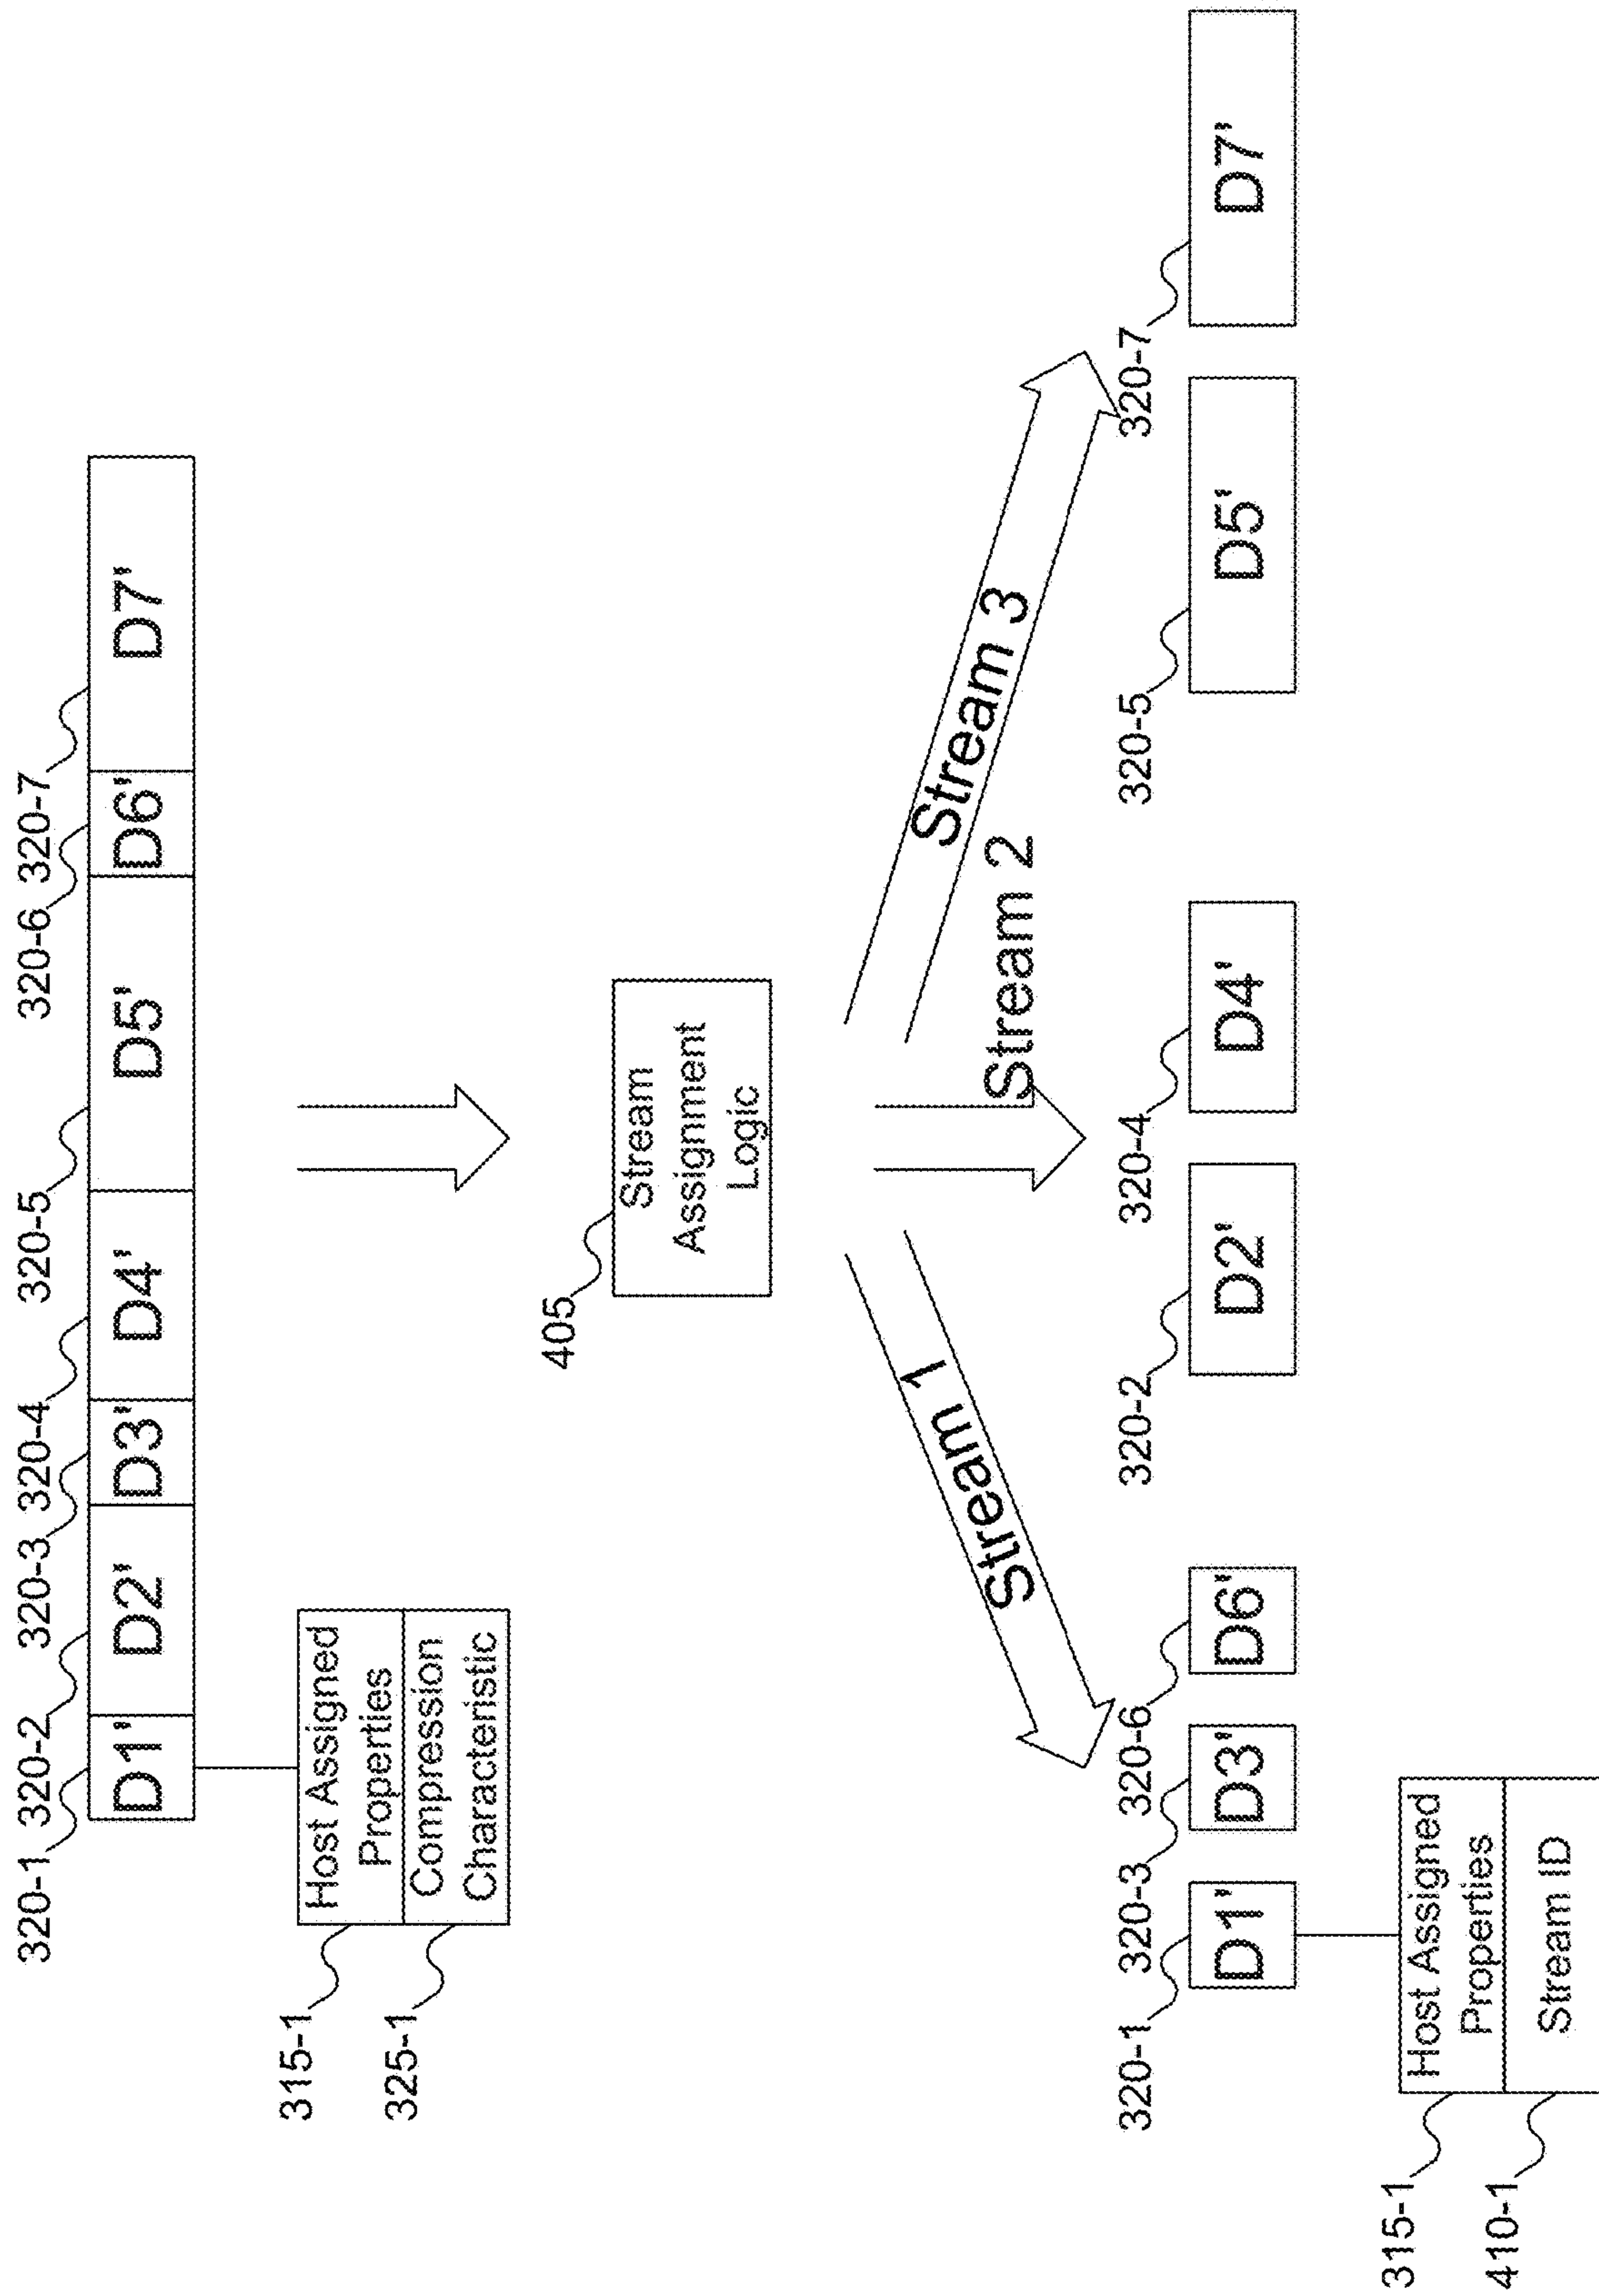 320-1
320-2
320-3
320-4
320-5
320-6
320-7
D1'
D2'
D3'
D4'
D5'
D6'
D7'
315-1
Host Assigned
Properties
325-1
Compression
Characteristic
405
Stream
Assignment
Logic
Stream 1
Stream 2
Stream 3
320-1
320-3
320-6
320-2
320-4
320-5
320-7
D1'
D3'
D6'
D2'
D4'
D5'
D7'
315-1
Host Assigned
Properties
410-1
Stream ID